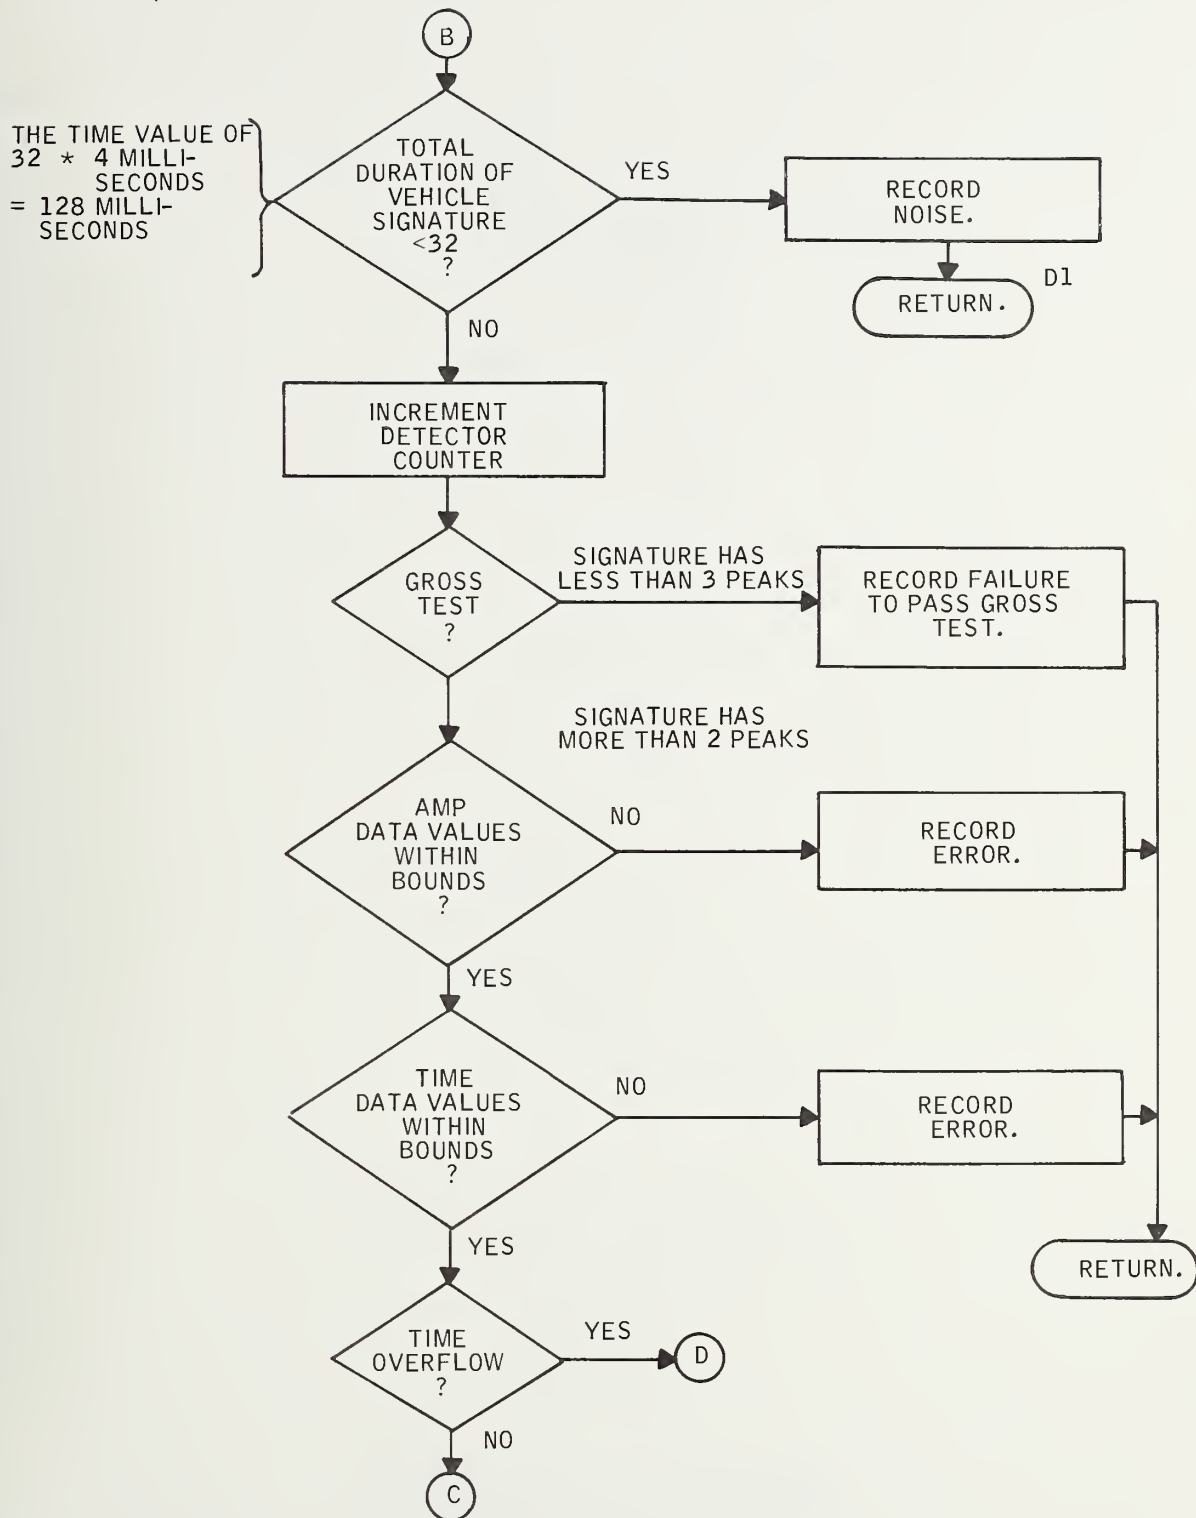 B
THE TIME VALUE OF
32 * 4 MILLI-
SECONDS
= 128 MILLI-
SECONDS
TOTAL
DURATION OF
VEHICLE
SIGNATURE
<32
?
YES
RECORD
NOISE.
D1
RETURN.
NO
INCREMENT
DETECTOR
COUNTER
GROSS
TEST
?
SIGNATURE HAS
LESS THAN 3 PEAKS
RECORD FAILURE
TO PASS GROSS
TEST.
SIGNATURE HAS
MORE THAN 2 PEAKS
AMP
DATA VALUES
WITHIN
BOUNDS
?
NO
RECORD
ERROR.
YES
TIME
DATA VALUES
WITHIN
BOUNDS
?
NO
RECORD
ERROR.
YES
RETURN.
TIME
OVERFLOW
?
YES
D
NO
C